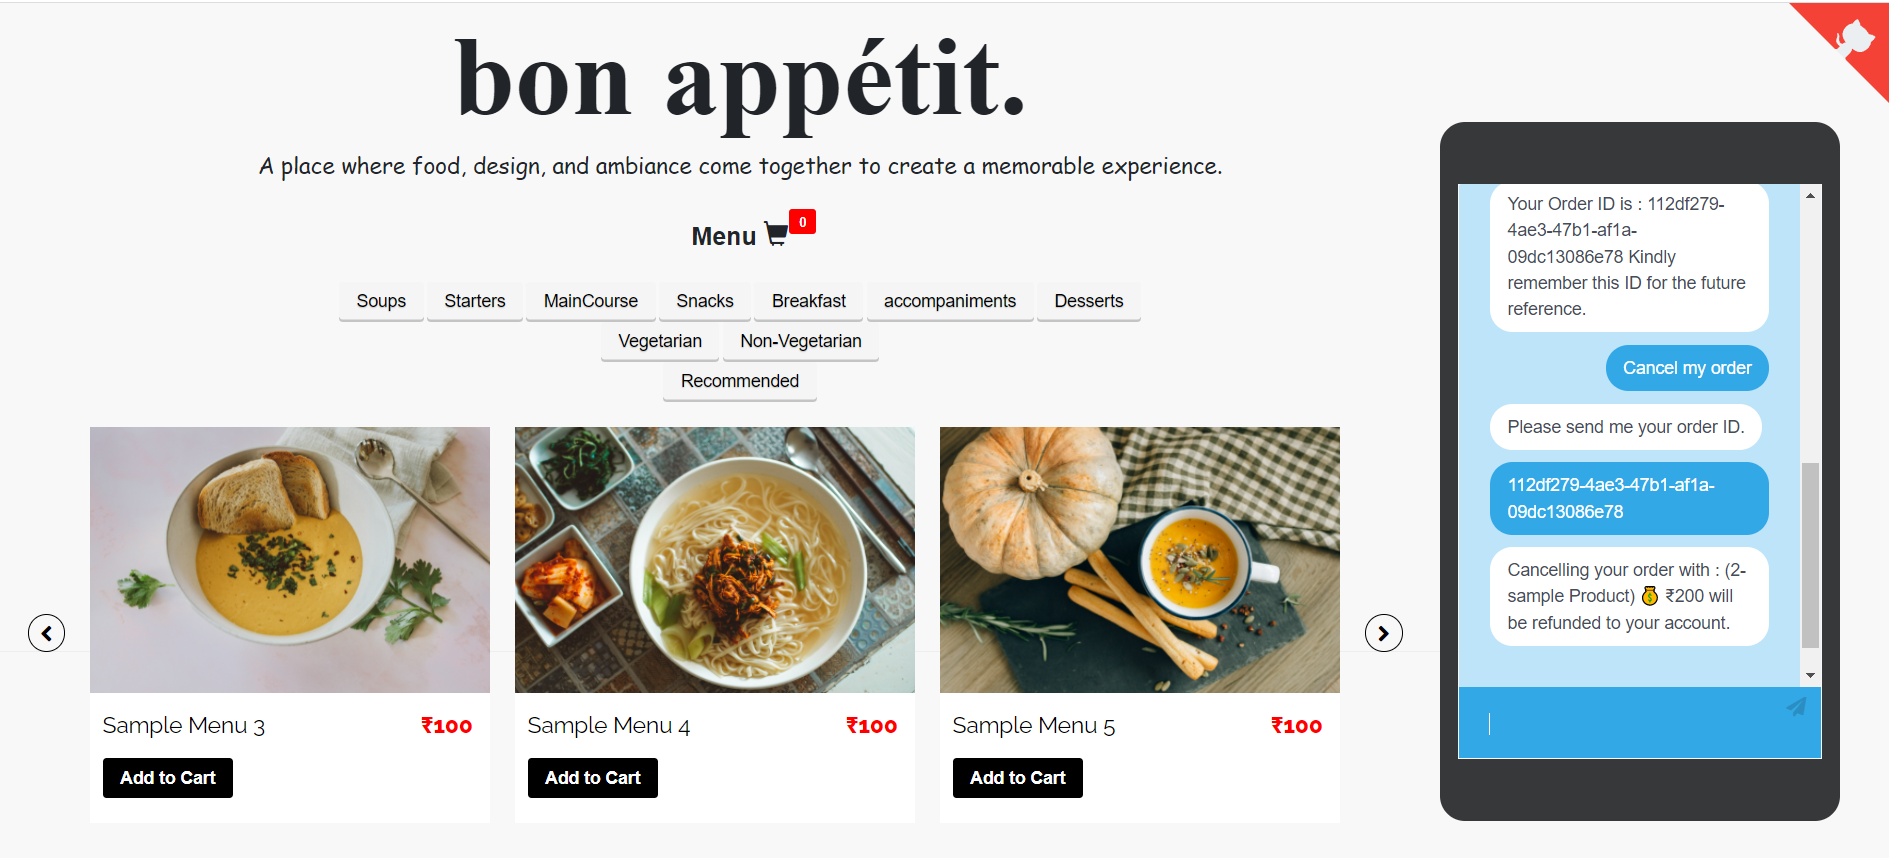 bon appétit.
A place where food, design, and ambiance come together to create a memorable experience.
Menu 0
Soups Starters MainCourse Snacks Breakfast accompaniments Desserts
Vegetarian Non-Vegetarian
Recommended
Sample Menu 3 ₹100
Add to Cart
Sample Menu 4 ₹100
Add to Cart
Sample Menu 5 ₹100
Add to Cart
Your Order ID is : 112df279-
4ae3-47b1-af1a-
09dc13086e78 Kindly
remember this ID for the future
reference.
Cancel my order
Please send me your order ID.
112df279-4ae3-47b1-af1a-
09dc13086e78
Cancelling your order with : (2-
sample Product) 💰 ₹200 will
be refunded to your account.